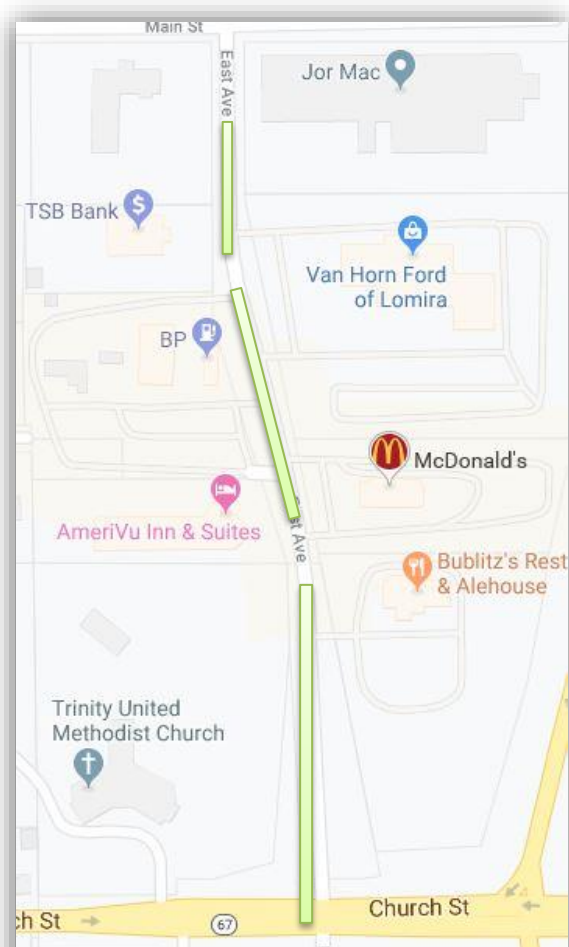 Main St
East Ave
Jor Mac
TSB Bank
Van Horn Ford
of Lomira
BP
McDonald's
AmeriVu Inn & Suites
st Ave
Bublitz's Rest
& Alehouse
Trinity United
Methodist Church
Church St
ch St
67